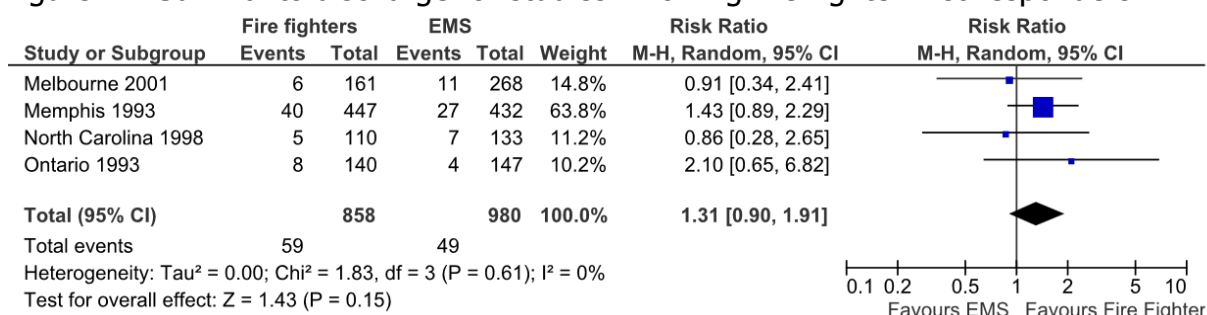 Fire fighters EMS Risk Ratio Risk Ratio
Study or Subgroup Events Total Events Total Weight M-H, Random, 95% CI M-H, Random, 95% CI
Melbourne 2001 6 161 11 268 14.8% 0.91 [0.34, 2.41]
Memphis 1993 40 447 27 432 63.8% 1.43 [0.89, 2.29]
North Carolina 1998 5 110 7 133 11.2% 0.86 [0.28, 2.65]
Ontario 1993 8 140 4 147 10.2% 2.10 [0.65, 6.82]
Total (95% CI) 858 980 100.0% 1.31 [0.90, 1.91]
Total events 59 49
Heterogeneity: Tau² = 0.00; Chi² = 1.83, df = 3 (P = 0.61); I² = 0%
Test for overall effect: Z = 1.43 (P = 0.15)
0.1 0.2 0.5 1 2 5 10
Favours EMS Favours Fire Fighter